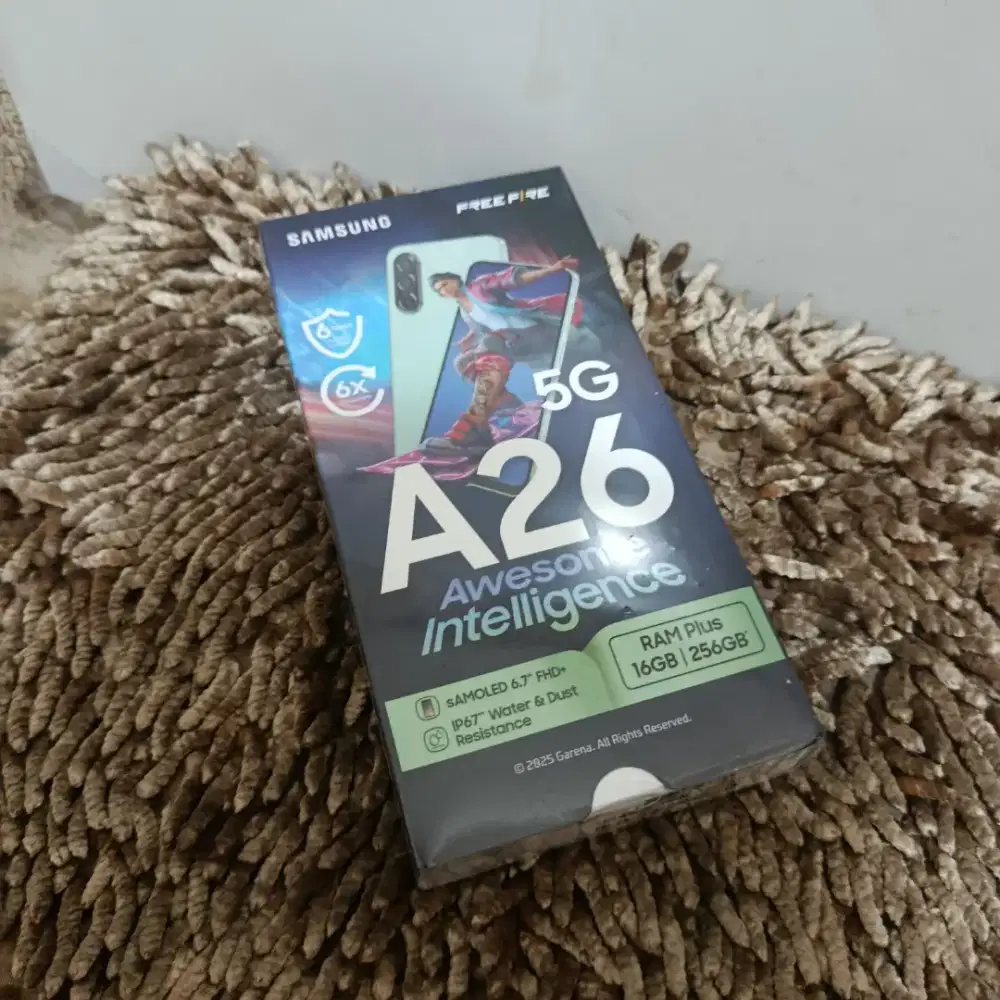 SAMSUNG
FREE FIRE
6
6X
5G
A26
Awesome
Intelligence
sAMOLED 6.7" FHD+
IP67" Water & Dust
Resistance
RAM Plus
16GB | 256GB*
© 2025 Garena. All Rights Reserved.